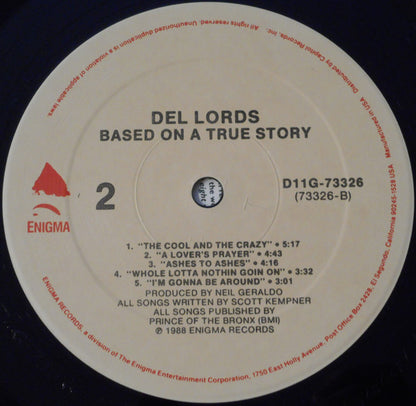 All rights reserved. Unauthorized duplication is a violation of applicable laws.
Distributed by Capitol Records, Inc.
Manufactured in USA
DEL LORDS
BASED ON A TRUE STORY
2
ENIGMA
D11G-73326
(73326-B)
1. "THE COOL AND THE CRAZY" • 5:17
2. "A LOVER'S PRAYER" • 4:43
3. "ASHES TO ASHES" • 4:16
4. "WHOLE LOTTA NOTHIN GOIN ON" • 3:32
5. "I'M GONNA BE AROUND" • 3:01
PRODUCED BY NEIL GERALDO
ALL SONGS WRITTEN BY SCOTT KEMPNER
ALL SONGS PUBLISHED BY
PRINCE OF THE BRONX (BMI)
℗ 1988 ENIGMA RECORDS
ENIGMA RECORDS, a division of The Enigma Entertainment Corporation, 1750 East Holly Avenue, Post Office Box 2428, El Segundo, California 90245-1528 USA